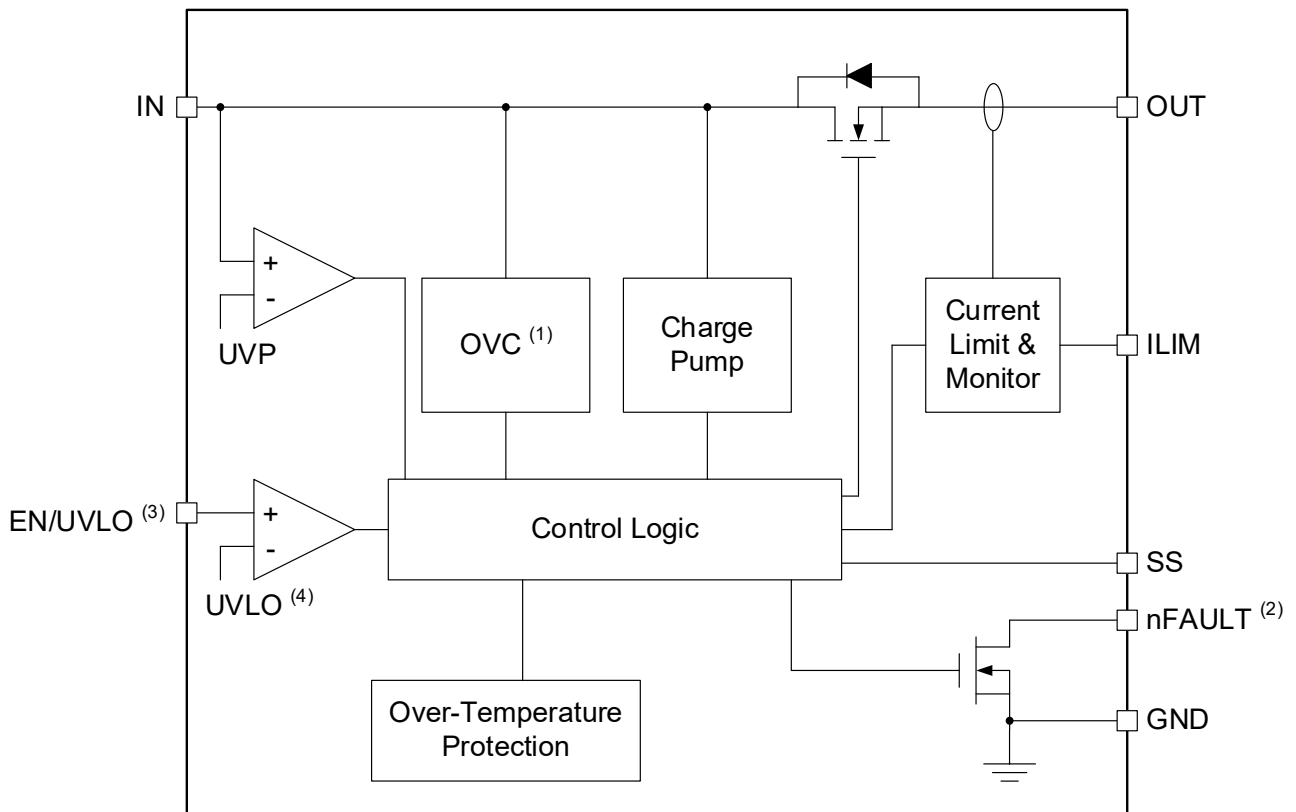 IN
OUT
+
-
UVP
OVC (1)
Charge
Pump
Current
Limit &
Monitor
ILIM
EN/UVLO (3)
+
-
UVLO (4)
Control Logic
SS
nFAULT (2)
Over-Temperature
Protection
GND